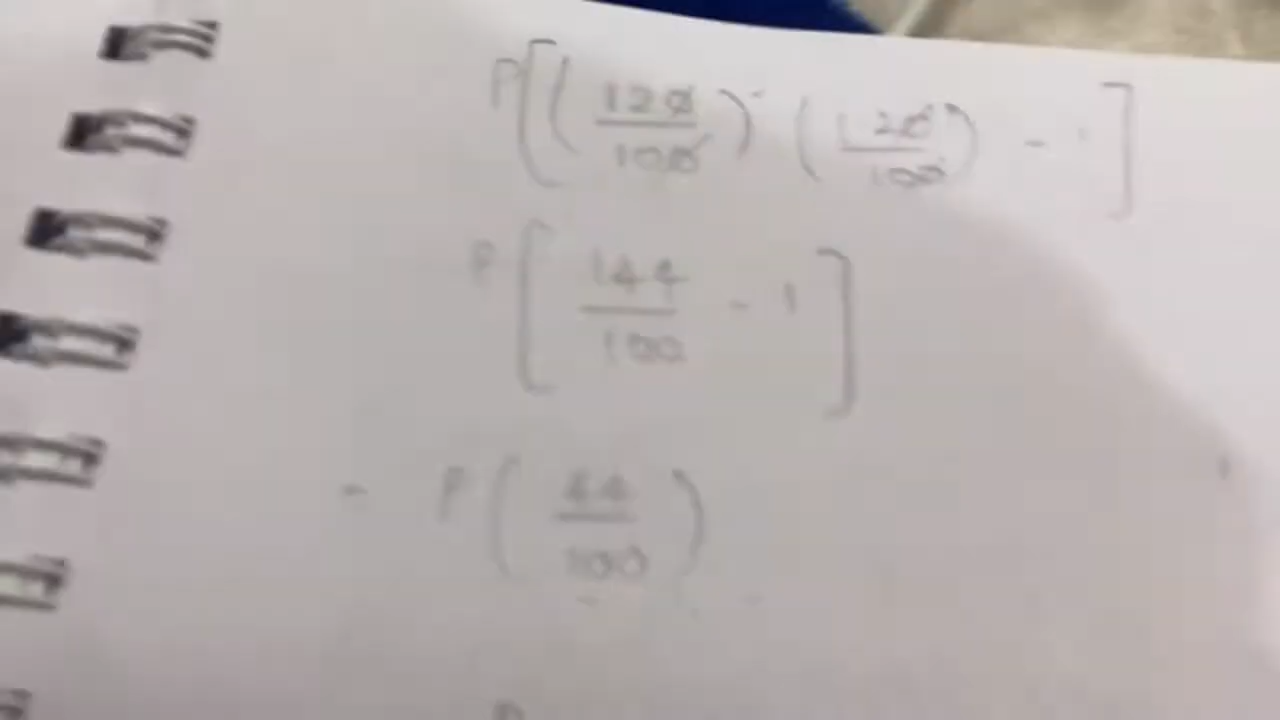 P[(120/100) (120/100) - 1]
P[144/100 - 1]
- P(44/100)